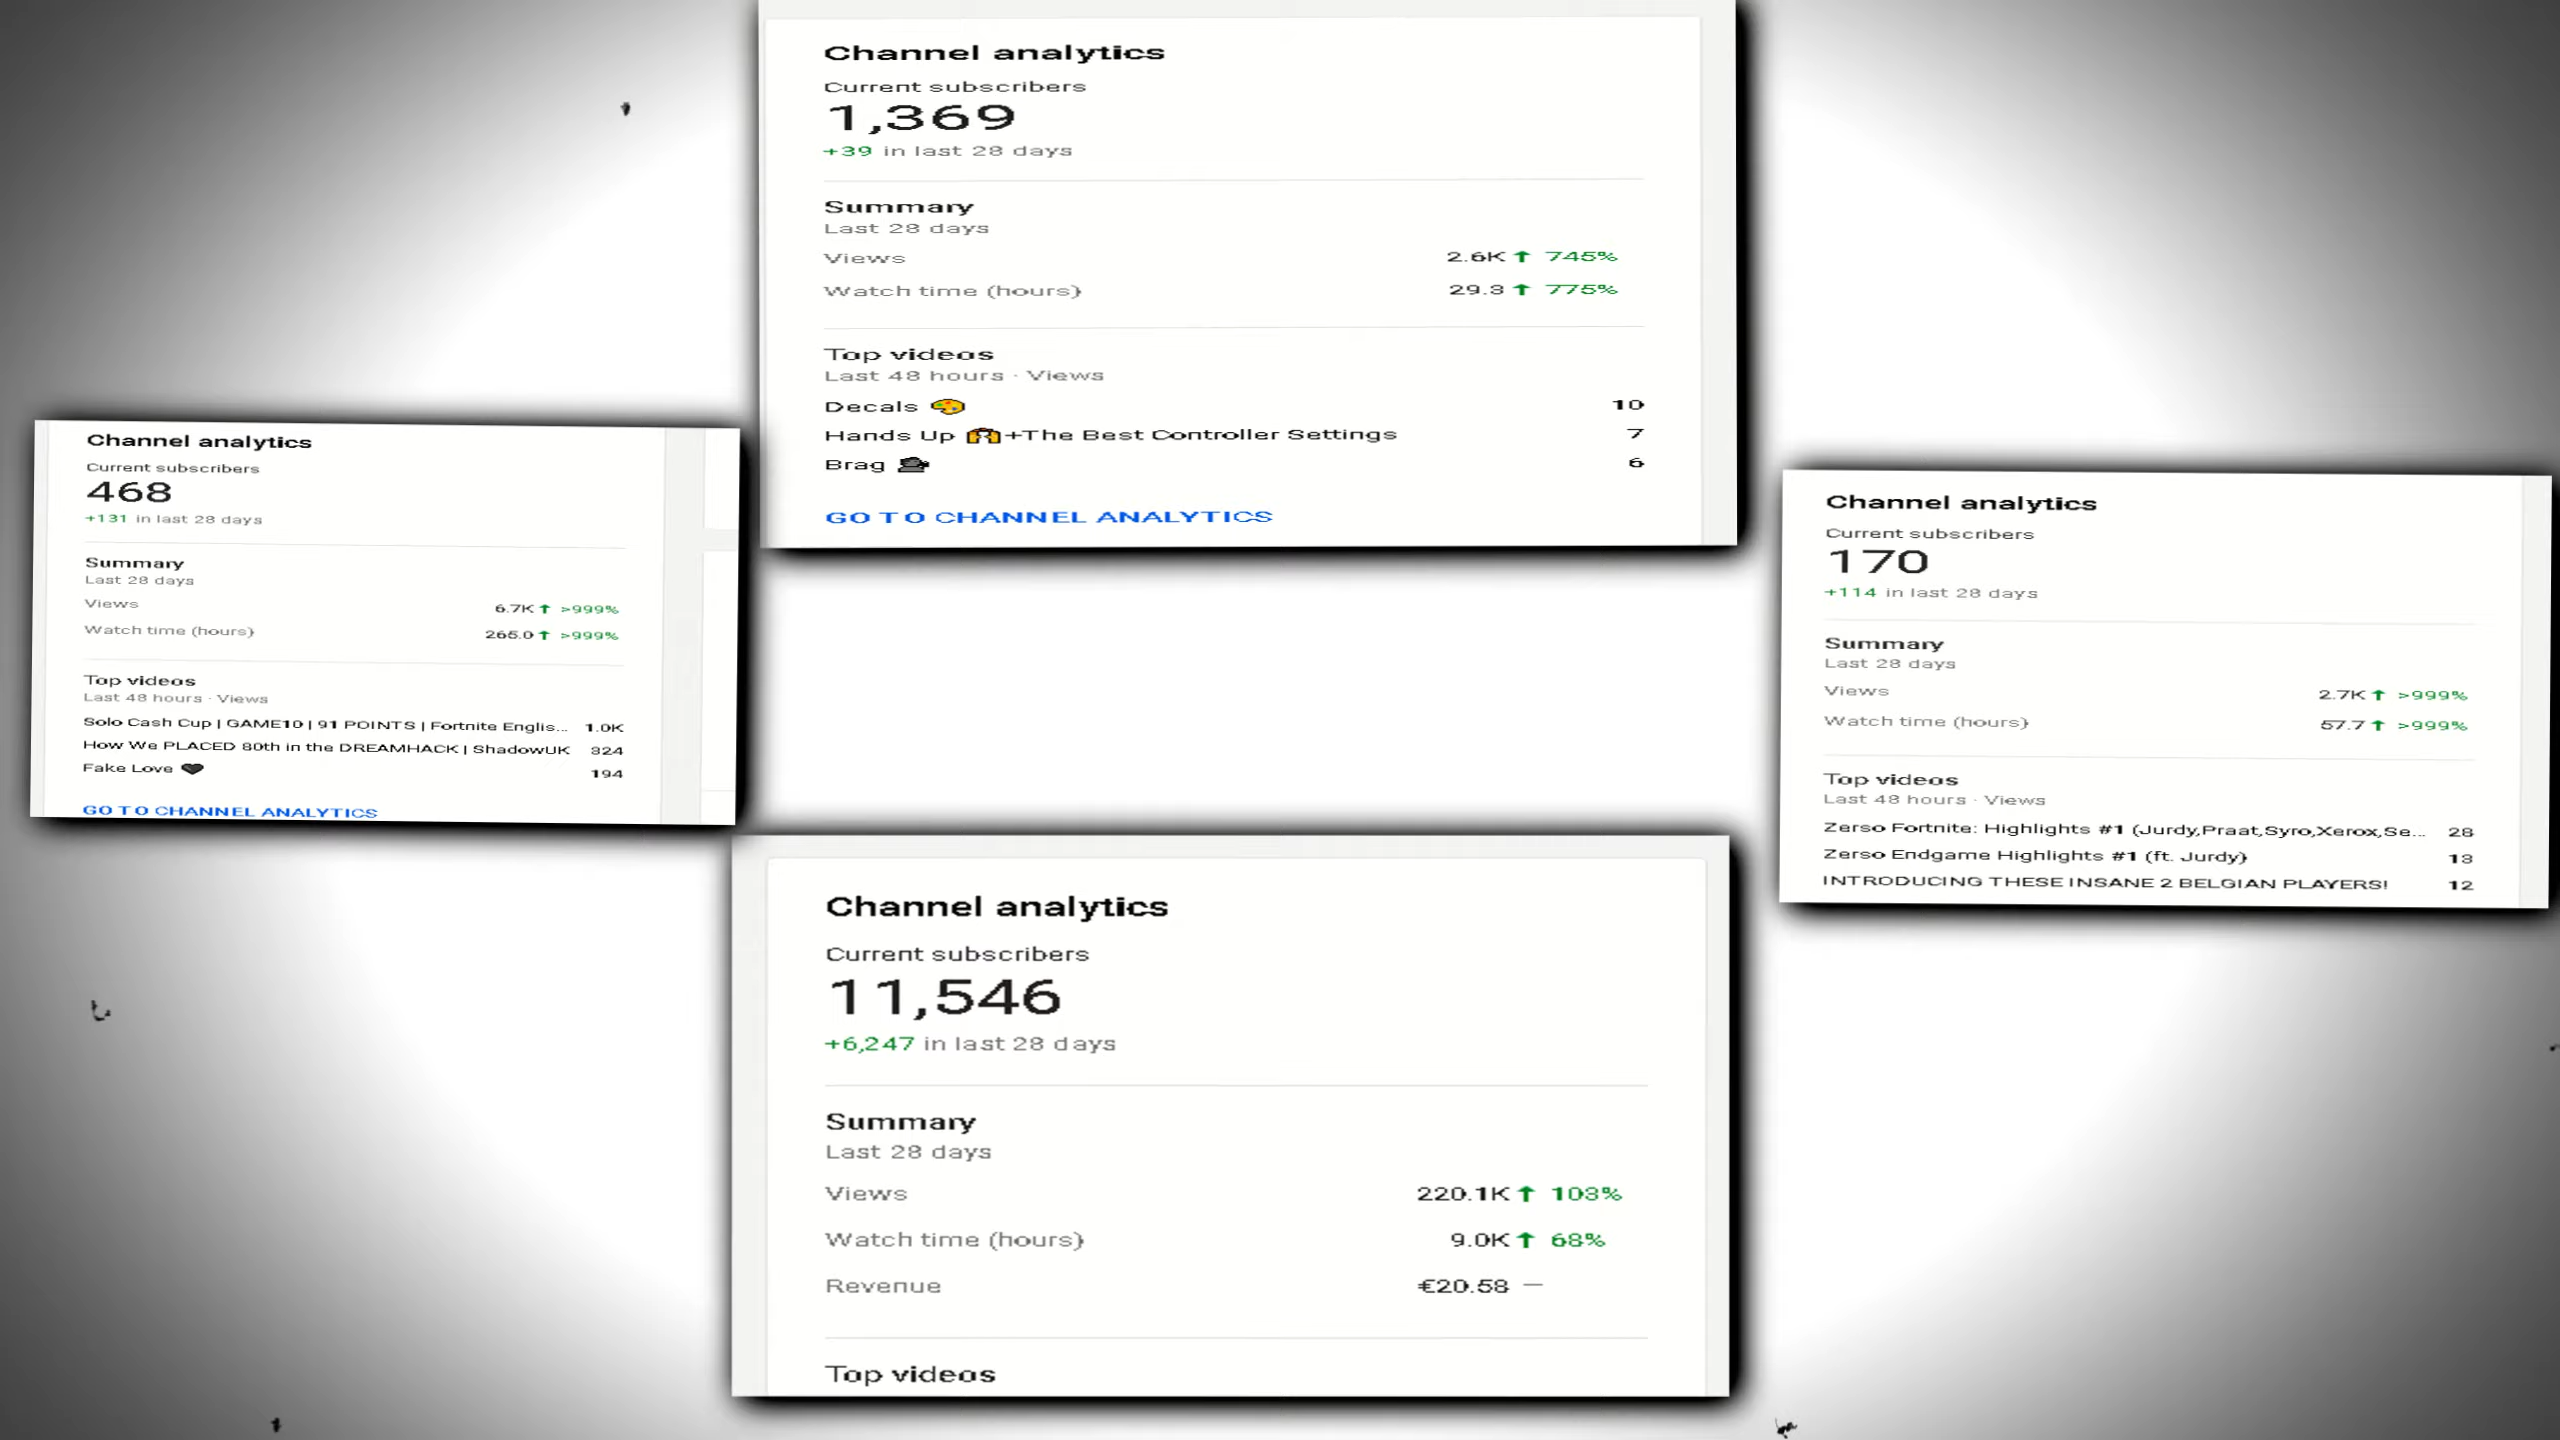 Channel analytics
Current subscribers
1,369
+39 in last 28 days
Summary
Last 28 days
Views 2.6K ↑ 745%
Watch time (hours) 29.3 ↑ 775%
Top videos
Last 48 hours · Views
Decals 🎨 10
Hands Up +The Best Controller Settings 7
Brag 6
GO TO CHANNEL ANALYTICS
Channel analytics
Current subscribers
468
+131 in last 28 days
Summary
Last 28 days
Views 6.7K ↑ >999%
Watch time (hours) 265.0 ↑ >999%
Top videos
Last 48 hours · Views
Solo Cash Cup | GAME10 | 91 POINTS | Fortnite Englis... 1.0K
How We PLACED 80th in the DREAMHACK | ShadowUK 324
Fake Love 🖤 194
GO TO CHANNEL ANALYTICS
Channel analytics
Current subscribers
170
+114 in last 28 days
Summary
Last 28 days
Views 2.7K ↑ >999%
Watch time (hours) 57.7 ↑ >999%
Top videos
Last 48 hours · Views
Zerso Fortnite: Highlights #1 (Jurdy,Praat,Syro,Xerox,Se... 28
Zerso Endgame Highlights #1 (ft. Jurdy) 13
INTRODUCING THESE INSANE 2 BELGIAN PLAYERS! 12
Channel analytics
Current subscribers
11,546
+6,247 in last 28 days
Summary
Last 28 days
Views 220.1K ↑ 103%
Watch time (hours) 9.0K ↑ 68%
Revenue €20.58 —
Top videos